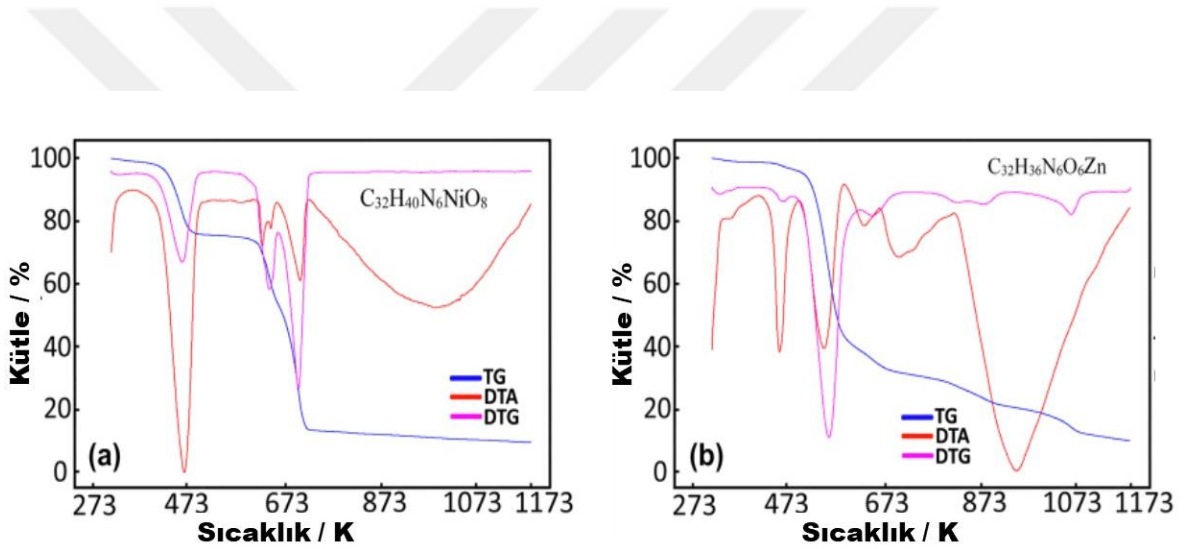 100
80
60
40
20
0
Kütle / %
C32H40N6NiO8
TG
DTA
DTG
(a)
273 473 673 873 1073 1173
Sıcaklık / K
100
80
60
40
20
0
Kütle / %
C32H36N6O6Zn
TG
DTA
DTG
(b)
273 473 673 873 1073 1173
Sıcaklık / K